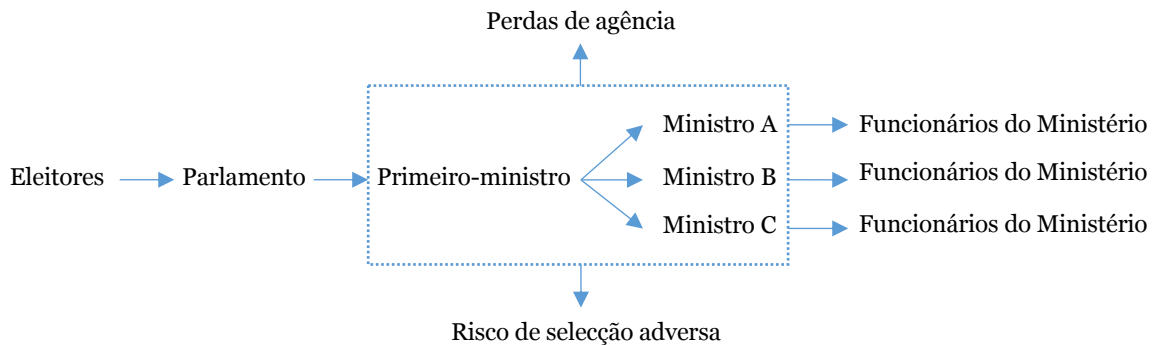 Perdas de agência
Ministro A
Funcionários do Ministério
Eleitores
Parlamento
Primeiro-ministro
Ministro B
Funcionários do Ministério
Ministro C
Funcionários do Ministério
Risco de selecção adversa